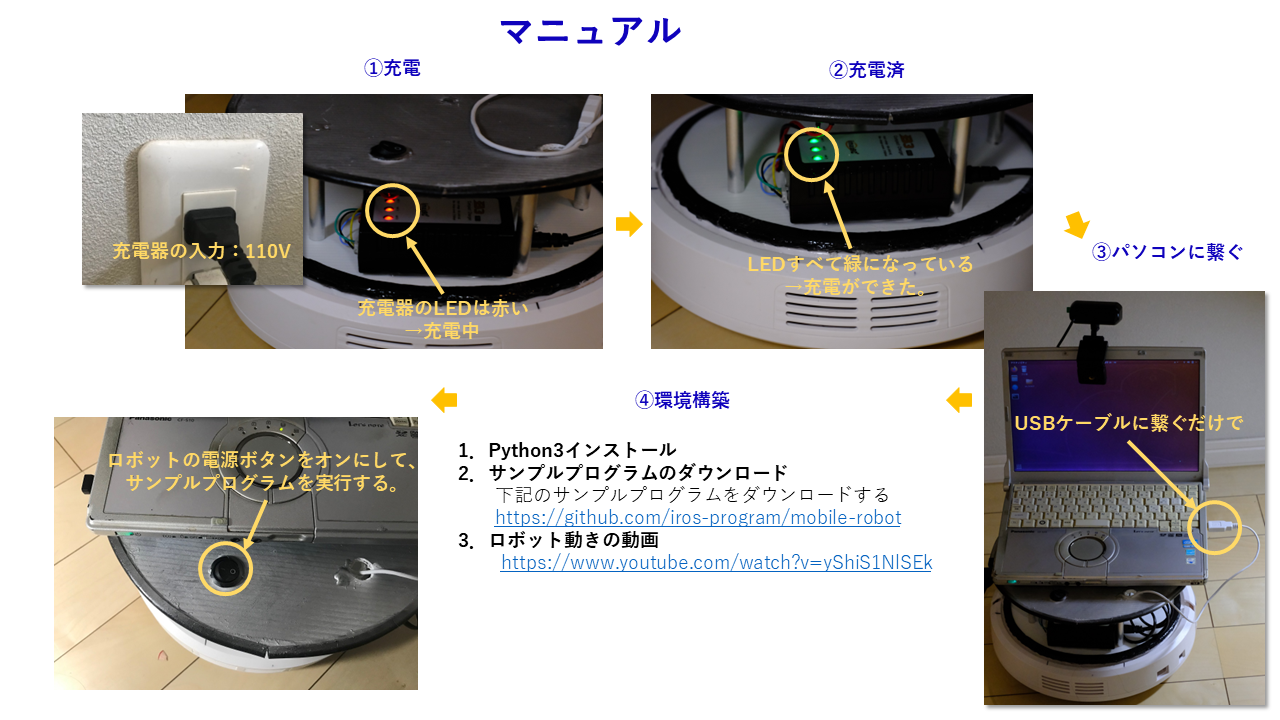 マニュアル
①充電
②充電済
充電器の入力：110V
充電器のLEDは赤い
→充電中
LEDすべて緑になっている
→充電ができた。
③パソコンに繋ぐ
USBケーブルに繋ぐだけで
④環境構築
1. Python3インストール
2. サンプルプログラムのダウンロード
下記のサンプルプログラムをダウンロードする
https://github.com/iros-program/mobile-robot
3. ロボット動きの動画
https://www.youtube.com/watch?v=yShiS1NlSEk
Panasonic
Let's note
ロボットの電源ボタンをオンにして、
サンプルプログラムを実行する。